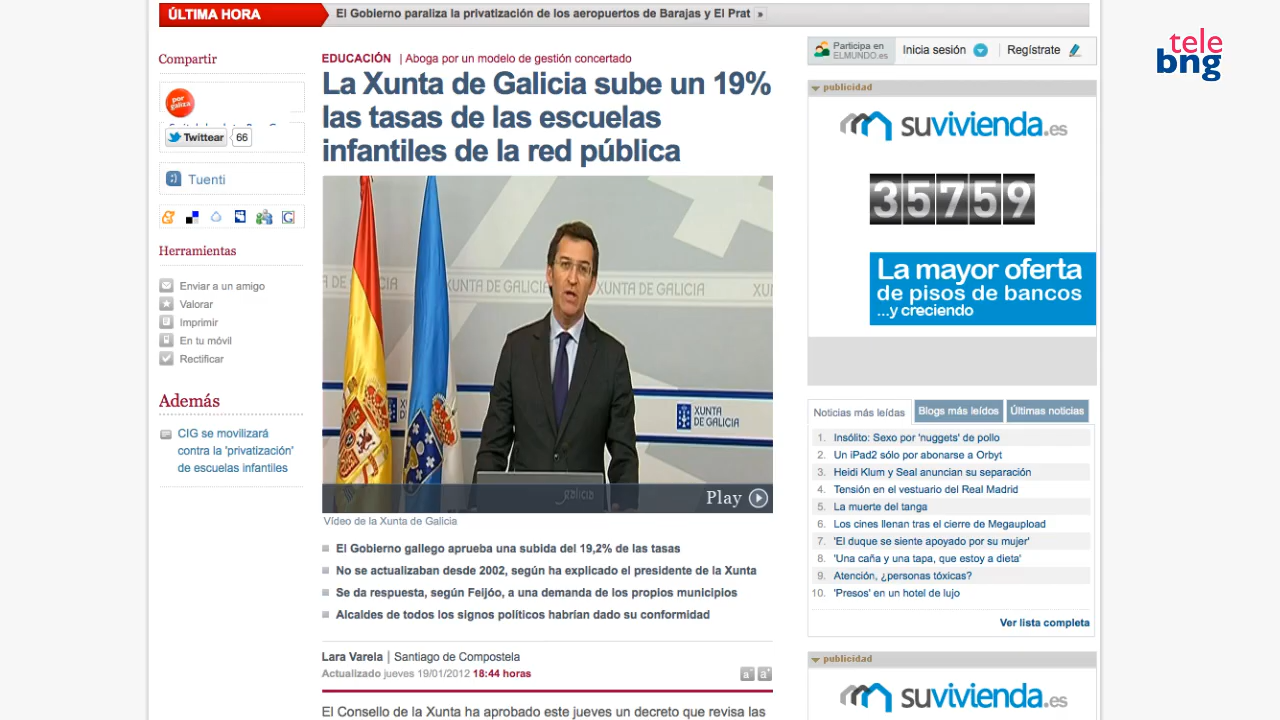 ÚLTIMA HORA
El Gobierno paraliza la privatización de los aeropuertos de Barajas y El Prat »
tele
bng
Compartir
por
galiza
Twittear
66
Tuenti
Herramientas
Enviar a un amigo
Valorar
Imprimir
En tu móvil
Rectificar
Además
CIG se movilizará
contra la 'privatización'
de escuelas infantiles
EDUCACIÓN | Aboga por un modelo de gestión concertado
La Xunta de Galicia sube un 19%
las tasas de las escuelas
infantiles de la red pública
XUNTA DE GALICIA
XUNTA DE GALICIA
XUNTA
DE GALICIA
galicia
Play
Vídeo de la Xunta de Galicia
El Gobierno gallego aprueba una subida del 19,2% de las tasas
No se actualizaban desde 2002, según ha explicado el presidente de la Xunta
Se da respuesta, según Feijóo, a una demanda de los propios municipios
Alcaldes de todos los signos políticos habrían dado su conformidad
Lara Varela | Santiago de Compostela
Actualizado jueves 19/01/2012 18:44 horas
a- a+
El Consello de la Xunta ha aprobado este jueves un decreto que revisa las
Participa en
ELMUNDO.es
Inicia sesión
Regístrate
publicidad
suvivienda.es
35759
La mayor oferta
de pisos de bancos
...y creciendo
Noticias más leídas
Blogs más leídos
Últimas noticias
1. Insólito: Sexo por 'nuggets' de pollo
2. Un iPad2 sólo por abonarse a Orbyt
3. Heidi Klum y Seal anuncian su separación
4. Tensión en el vestuario del Real Madrid
5. La muerte del tanga
6. Los cines llenan tras el cierre de Megaupload
7. 'El duque se siente apoyado por su mujer'
8. 'Una caña y una tapa, que estoy a dieta'
9. Atención, ¿personas tóxicas?
10. 'Presos' en un hotel de lujo
Ver lista completa
publicidad
suvivienda.es